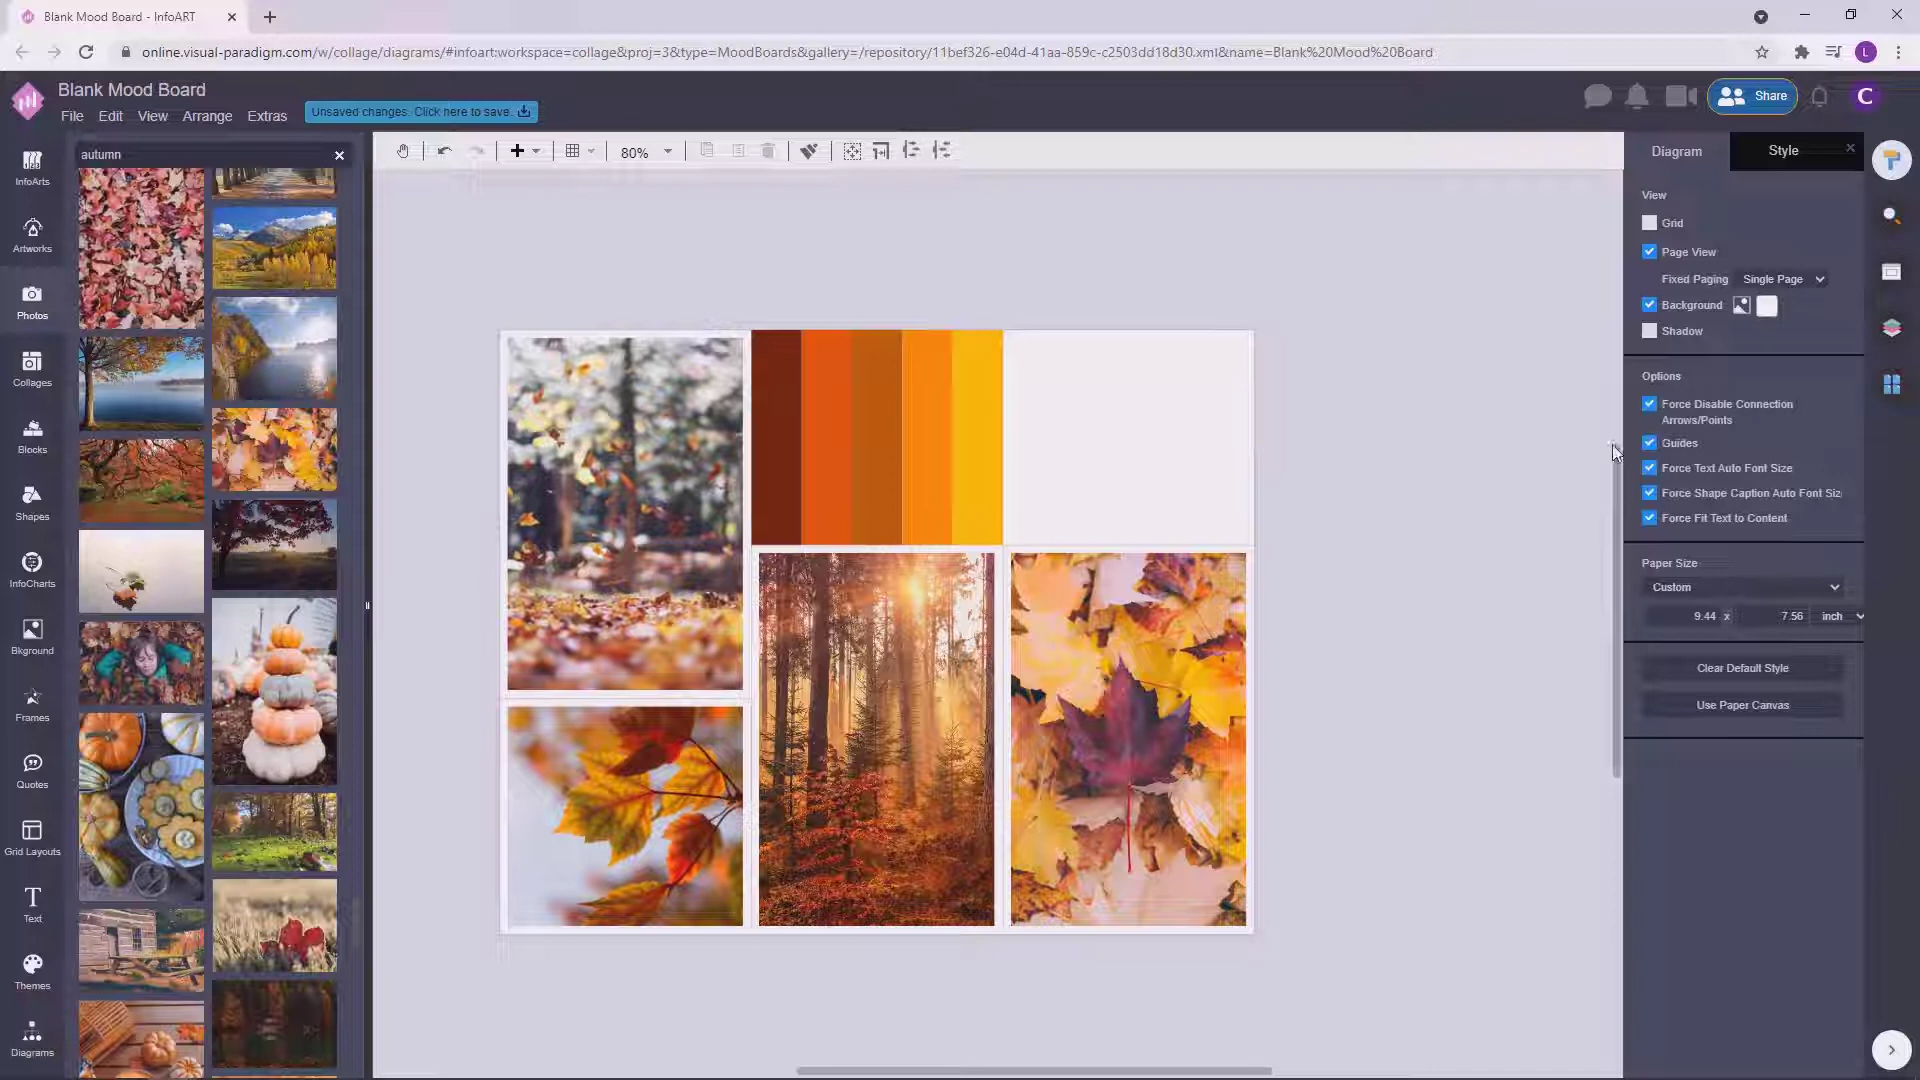 Blank Mood Board - InfoART
online.visual-paradigm.com/w/collage/diagrams/#infoart:workspace=collage&proj=3&type=MoodBoards&gallery=/repository/11bef326-e04d-41aa-859c-c2503dd18d30.xml&name=Blank%20Mood%20Board
L
Blank Mood Board
File Edit View Arrange Extras
Unsaved changes. Click here to save.
Share
C
autumn
80%
InfoArts
Artworks
Photos
Collages
Blocks
Shapes
InfoCharts
Bkground
Frames
Quotes
Grid Layouts
Text
Themes
Diagrams
Diagram
Style
View
Grid
Page View
Fixed Paging Single Page
Background
Shadow
Options
Force Disable Connection
Arrows/Points
Guides
Force Text Auto Font Size
Force Shape Caption Auto Font Siz
Force Fit Text to Content
Paper Size
Custom
9.44 x 7.56 inch
Clear Default Style
Use Paper Canvas